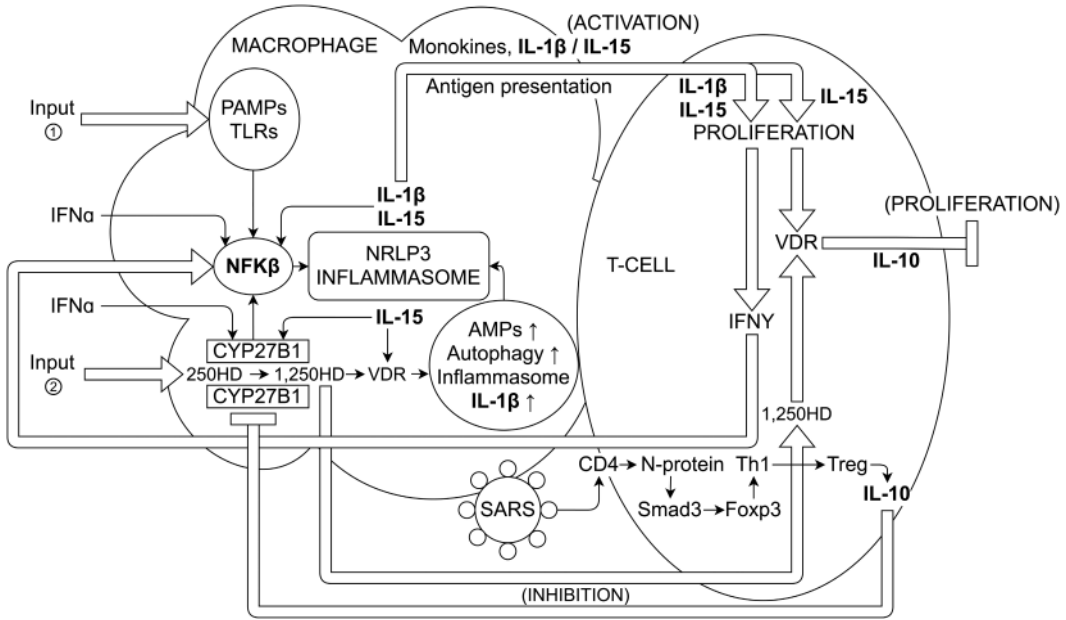 (ACTIVATION)
MACROPHAGE
Monokines, IL-1β / IL-15
Antigen presentation
IL-1β
IL-15
IL-15
Input
①
PAMPs
TLRs
PROLIFERATION
IFNα
IL-1β
IL-15
(PROLIFERATION)
NFKβ
NRLP3
INFLAMMASOME
T-CELL
VDR
IL-10
IFNα
IL-15
IFNY
AMPs ↑
Autophagy ↑
Inflammasome
IL-1β ↑
Input
②
CYP27B1
250HD → 1,250HD → VDR
CYP27B1
1,250HD
CD4 → N-protein Th1 → Treg
IL-10
SARS
Smad3 → Foxp3
(INHIBITION)